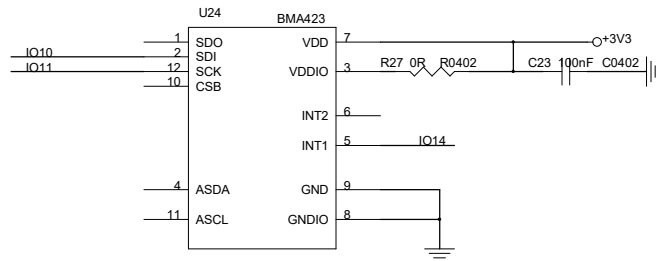 U24
BMA423
1 SDO VDD 7 +3V3
IO10 2 SDI
IO11 12 SCK VDDIO 3 R27 0R R0402 C23 100nF C0402
10 CSB
INT2 6
INT1 5 IO14
4 ASDA GND 9
11 ASCL GNDIO 8